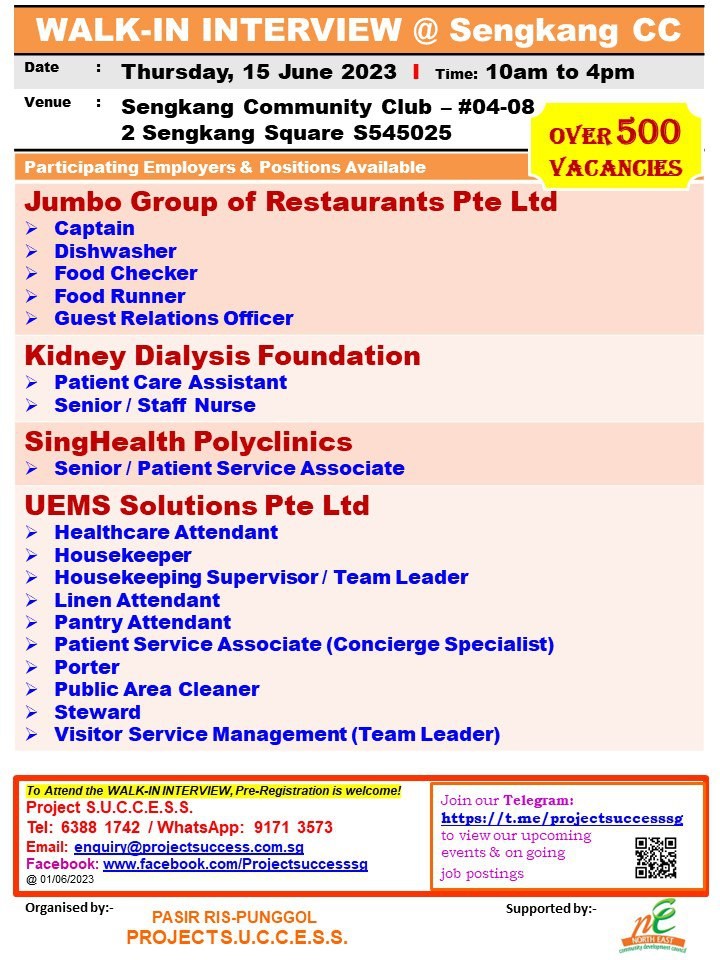 WALK-IN INTERVIEW @ Sengkang CC
Date : Thursday, 15 June 2023 I Time: 10am to 4pm
Venue : Sengkang Community Club – #04-08
2 Sengkang Square S545025
OVER 500
VACANCIES
Participating Employers & Positions Available
Jumbo Group of Restaurants Pte Ltd
Captain
Dishwasher
Food Checker
Food Runner
Guest Relations Officer
Kidney Dialysis Foundation
Patient Care Assistant
Senior / Staff Nurse
SingHealth Polyclinics
Senior / Patient Service Associate
UEMS Solutions Pte Ltd
Healthcare Attendant
Housekeeper
Housekeeping Supervisor / Team Leader
Linen Attendant
Pantry Attendant
Patient Service Associate (Concierge Specialist)
Porter
Public Area Cleaner
Steward
Visitor Service Management (Team Leader)
To Attend the WALK-IN INTERVIEW, Pre-Registration is welcome!
Project S.U.C.C.E.S.S.
Tel: 6388 1742 / WhatsApp: 9171 3573
Email: enquiry@projectsuccess.com.sg
Facebook: www.facebook.com/Projectsuccesssg
@ 01/06/2023
Join our Telegram:
https://t.me/projectsuccesssg
to view our upcoming
events & on going
job postings
Organised by:-
PASIR RIS-PUNGGOL
PROJECT S.U.C.C.E.S.S.
Supported by:-
ne
NORTH EAST
community development council